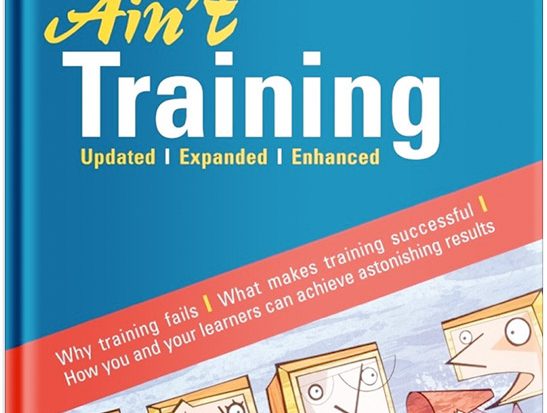 Ain't
Training
Updated | Expanded | Enhanced
Why training fails | What makes training successful |
How you and your learners can achieve astonishing results